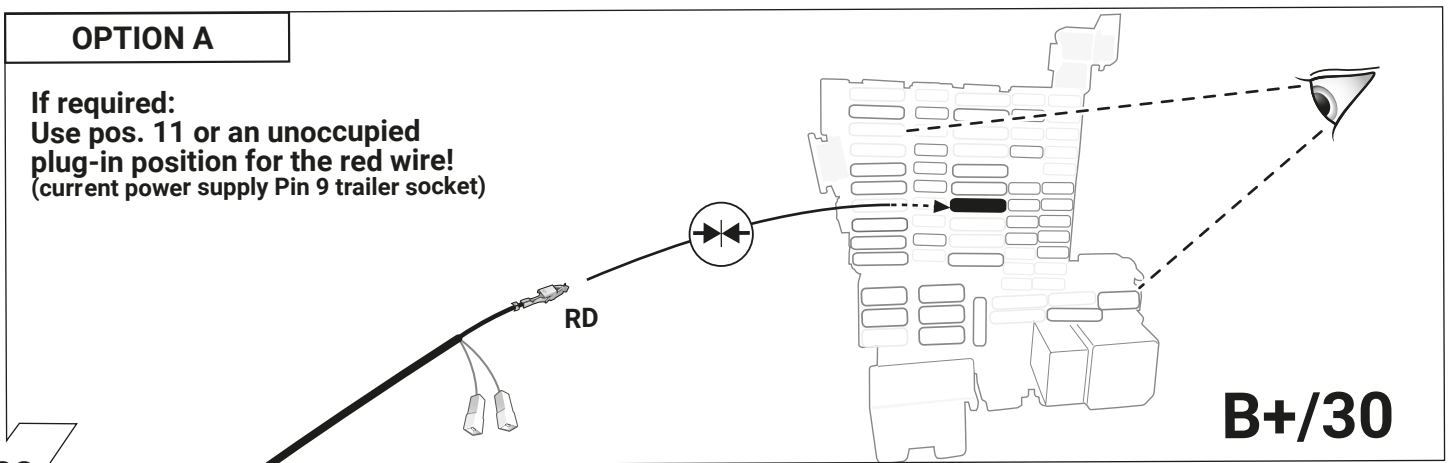 OPTION A
If required:
Use pos. 11 or an unoccupied
plug-in position for the red wire!
(current power supply Pin 9 trailer socket)
RD
B+/30